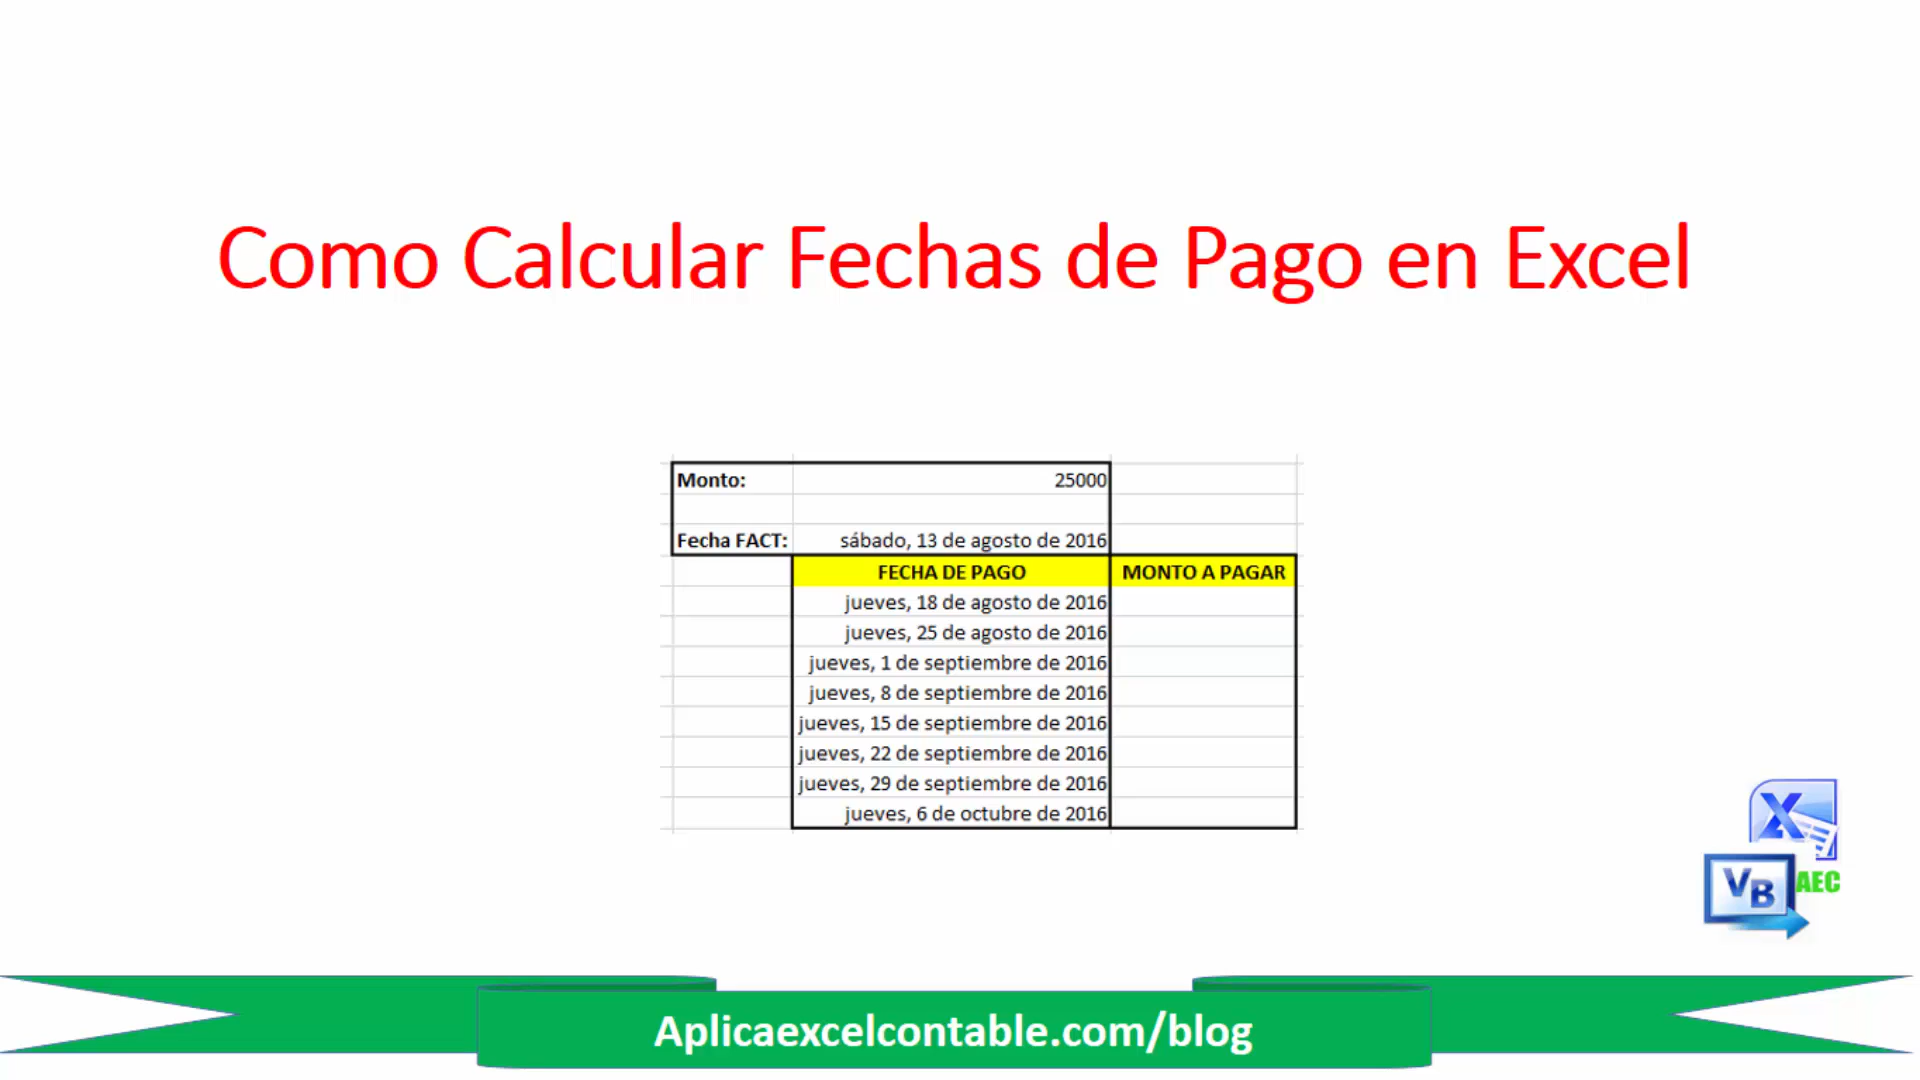 Como Calcular Fechas de Pago en Excel
Monto: 25000
Fecha FACT: sábado, 13 de agosto de 2016
FECHA DE PAGO MONTO A PAGAR
jueves, 18 de agosto de 2016
jueves, 25 de agosto de 2016
jueves, 1 de septiembre de 2016
jueves, 8 de septiembre de 2016
jueves, 15 de septiembre de 2016
jueves, 22 de septiembre de 2016
jueves, 29 de septiembre de 2016
jueves, 6 de octubre de 2016
X
VB AEC
Aplicaexcelcontable.com/blog